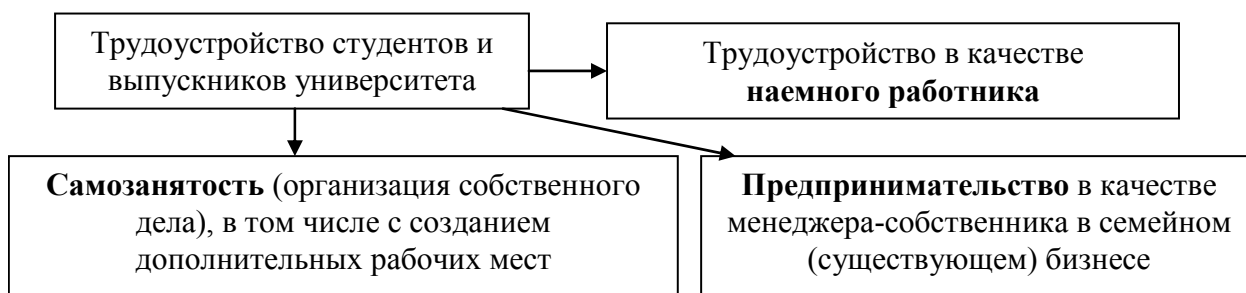 Трудоустройство студентов и
выпускников университета
Трудоустройство в качестве
наемного работника
Самозанятость (организация собственного
дела), в том числе с созданием
дополнительных рабочих мест
Предпринимательство в качестве
менеджера-собственника в семейном
(существующем) бизнесе